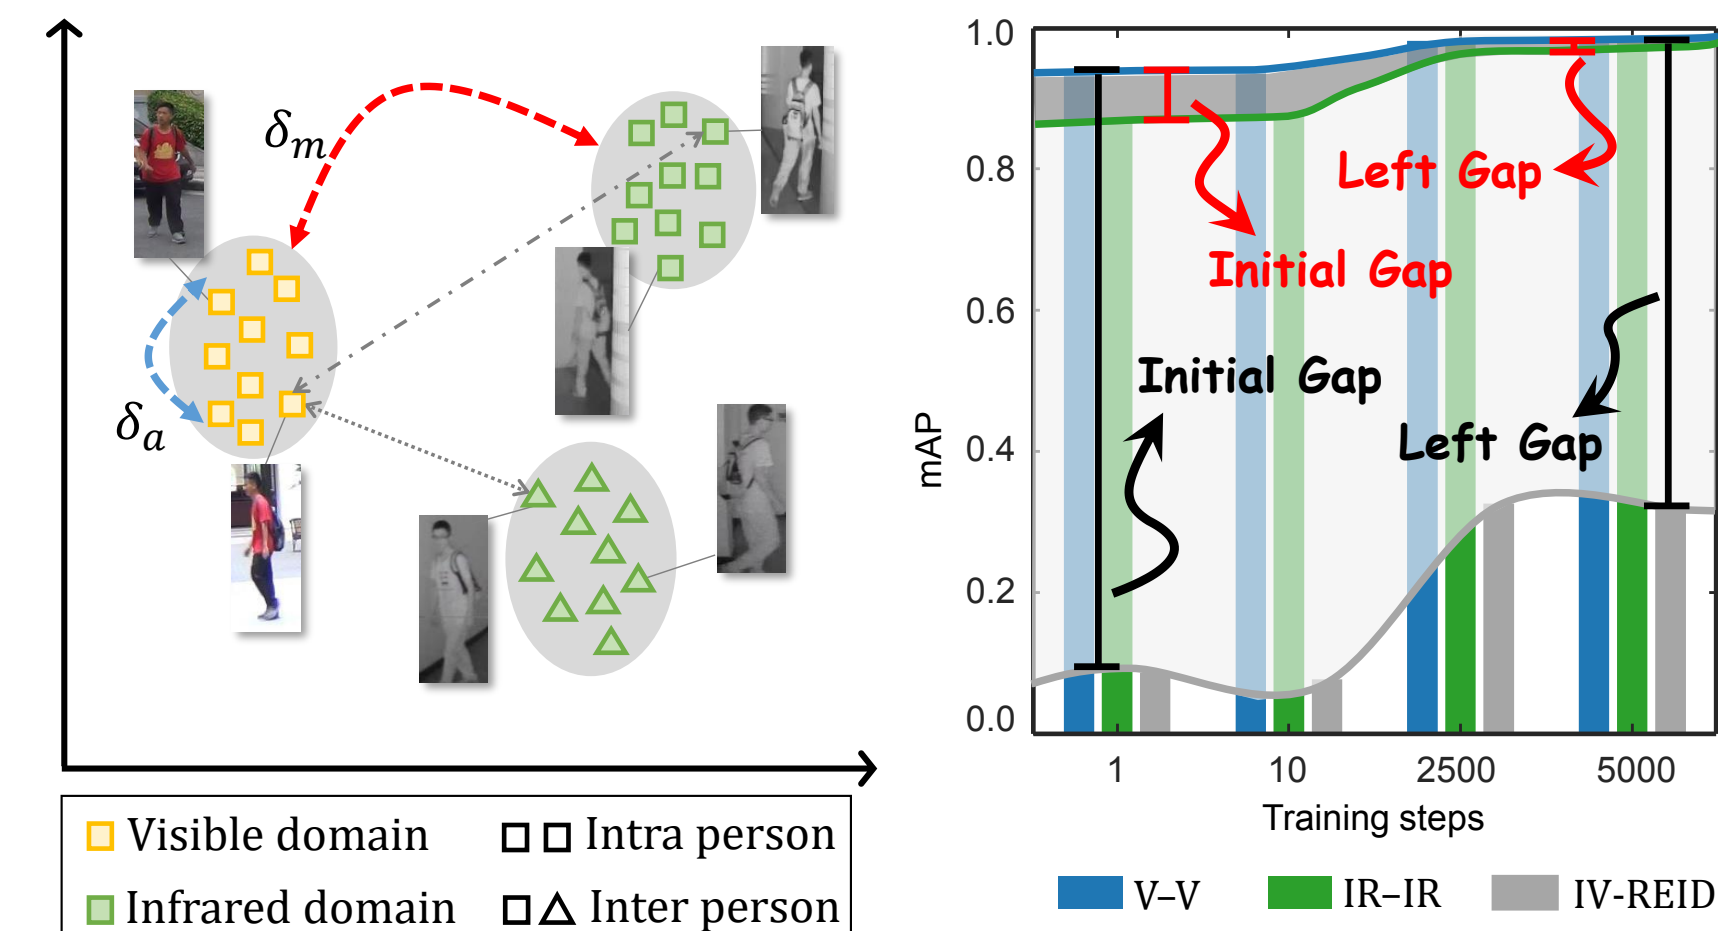 δm
δa
Visible domain
Intra person
Infrared domain
Inter person
1.0
0.8
0.6
0.4
0.2
0.0
mAP
Left Gap
Initial Gap
Initial Gap
Left Gap
1 10 2500 5000
Training steps
V–V IR–IR IV-REID